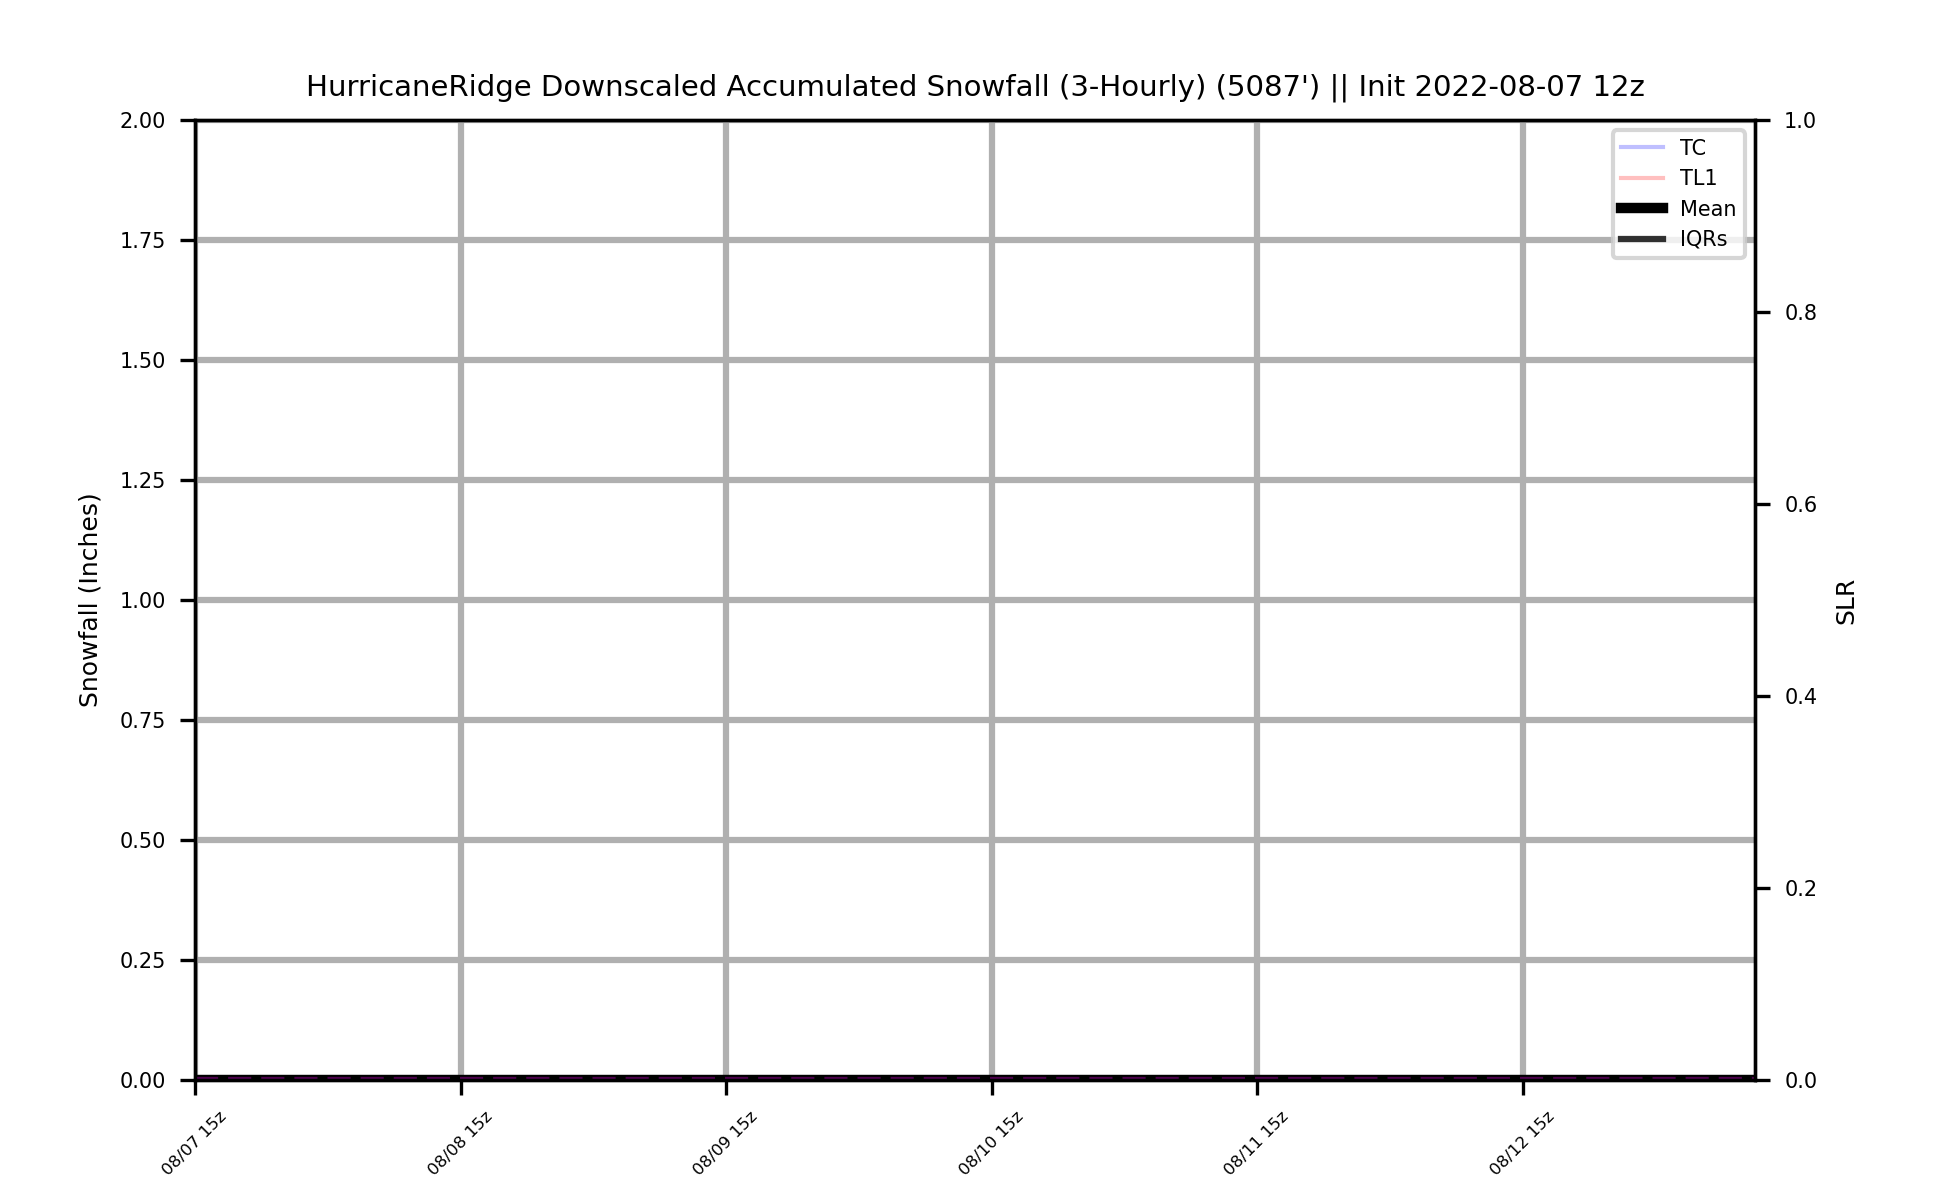 HurricaneRidge Downscaled Accumulated Snowfall (3-Hourly) (5087') || Init 2022-08-07 12z
2.00
1.75
1.50
1.25
1.00
0.75
0.50
0.25
0.00
Snowfall (Inches)
TC
TL1
Mean
IQRs
1.0
0.8
0.6
0.4
0.2
0.0
SLR
08/07 15z
08/08 15z
08/09 15z
08/10 15z
08/11 15z
08/12 15z